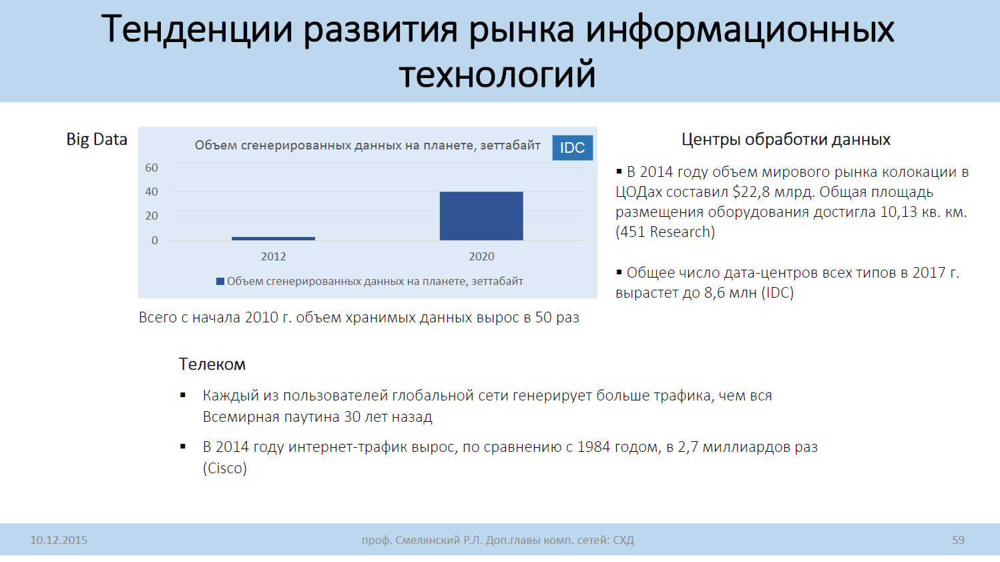 Тенденции развития рынка информационных
технологий
Big Data
Объем сгенерированных данных на планете, зеттабайт
IDC
60
40
20
0
2012
2020
Объем сгенерированных данных на планете, зеттабайт
Всего с начала 2010 г. объем хранимых данных вырос в 50 раз
Центры обработки данных
▪ В 2014 году объем мирового рынка колокации в
ЦОДах составил $22,8 млрд. Общая площадь
размещения оборудования достигла 10,13 кв. км.
(451 Research)
▪ Общее число дата-центров всех типов в 2017 г.
вырастет до 8,6 млн (IDC)
Телеком
▪ Каждый из пользователей глобальной сети генерирует больше трафика, чем вся
Всемирная паутина 30 лет назад
▪ В 2014 году интернет-трафик вырос, по сравнению с 1984 годом, в 2,7 миллиардов раз
(Cisco)
10.12.2015
проф. Смелянский Р.Л. Доп.главы комп. сетей: СХД
59